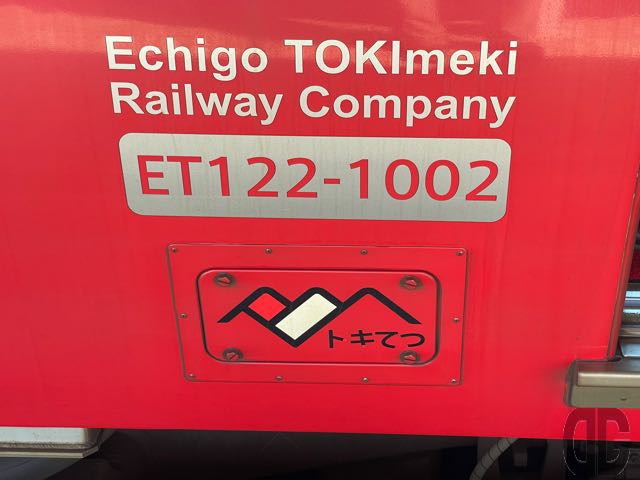 Echigo TOKImeki
Railway Company
ET122-1002
トキてつ